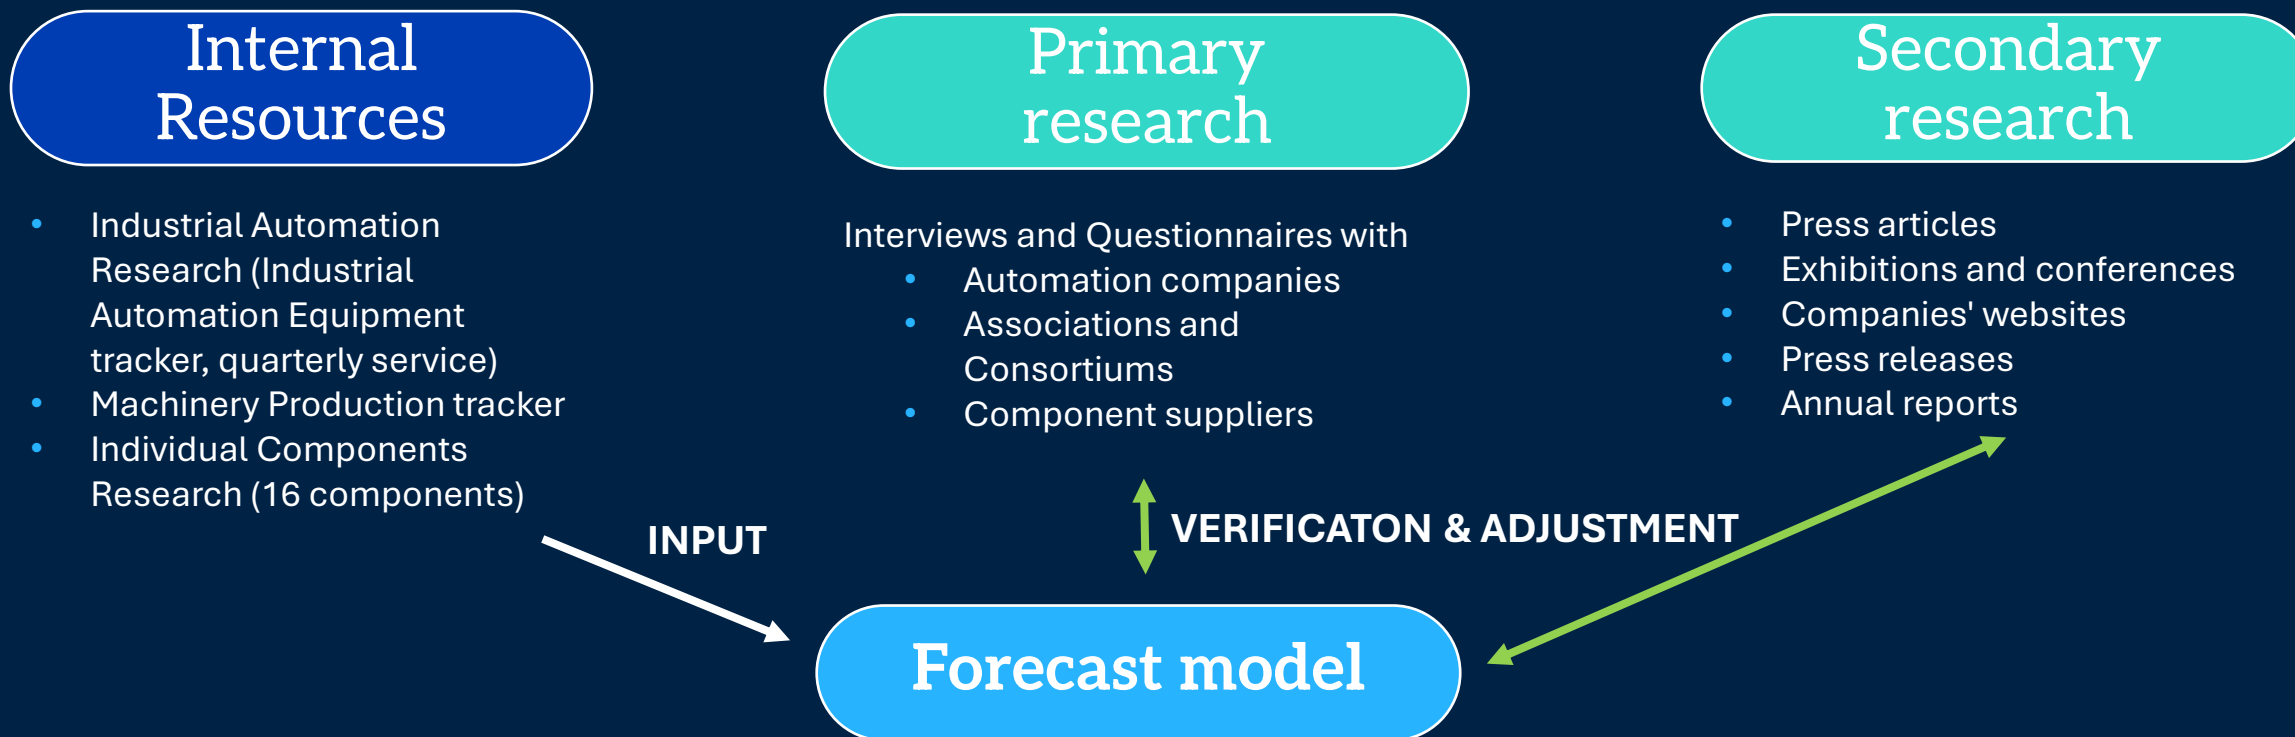 Internal
Resources
• Industrial Automation
Research (Industrial
Automation Equipment
tracker, quarterly service)
• Machinery Production tracker
• Individual Components
Research (16 components)
Primary
research
Interviews and Questionnaires with
• Automation companies
• Associations and
Consortiums
• Component suppliers
Secondary
research
• Press articles
• Exhibitions and conferences
• Companies' websites
• Press releases
• Annual reports
INPUT
VERIFICATON & ADJUSTMENT
Forecast model